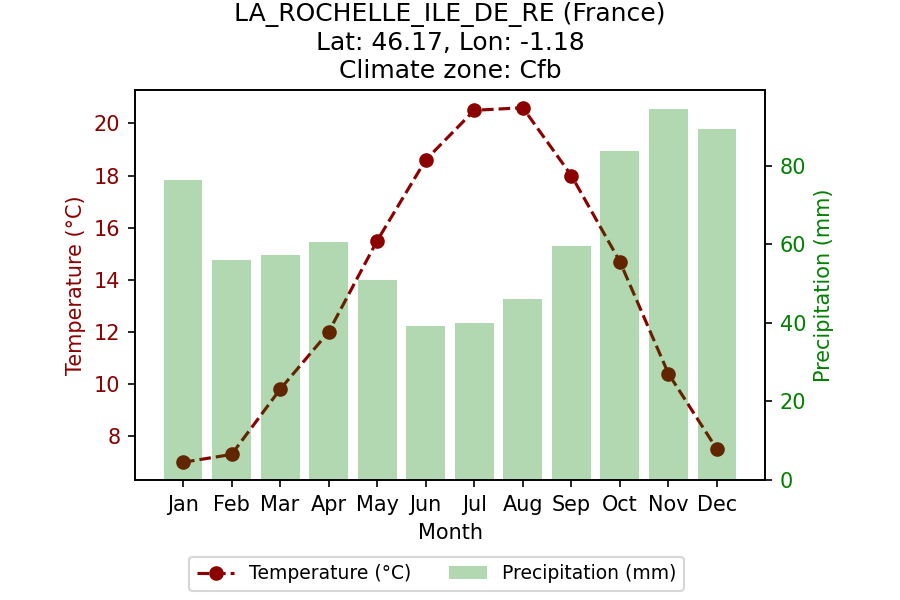 LA_ROCHELLE_ILE_DE_RE (France)
Lat: 46.17, Lon: -1.18
Climate zone: Cfb
Temperature (°C)
20
18
16
14
12
10
8
80
60
40
20
0
Precipitation (mm)
Jan Feb Mar Apr May Jun Jul Aug Sep Oct Nov Dec
Month
Temperature (°C) Precipitation (mm)